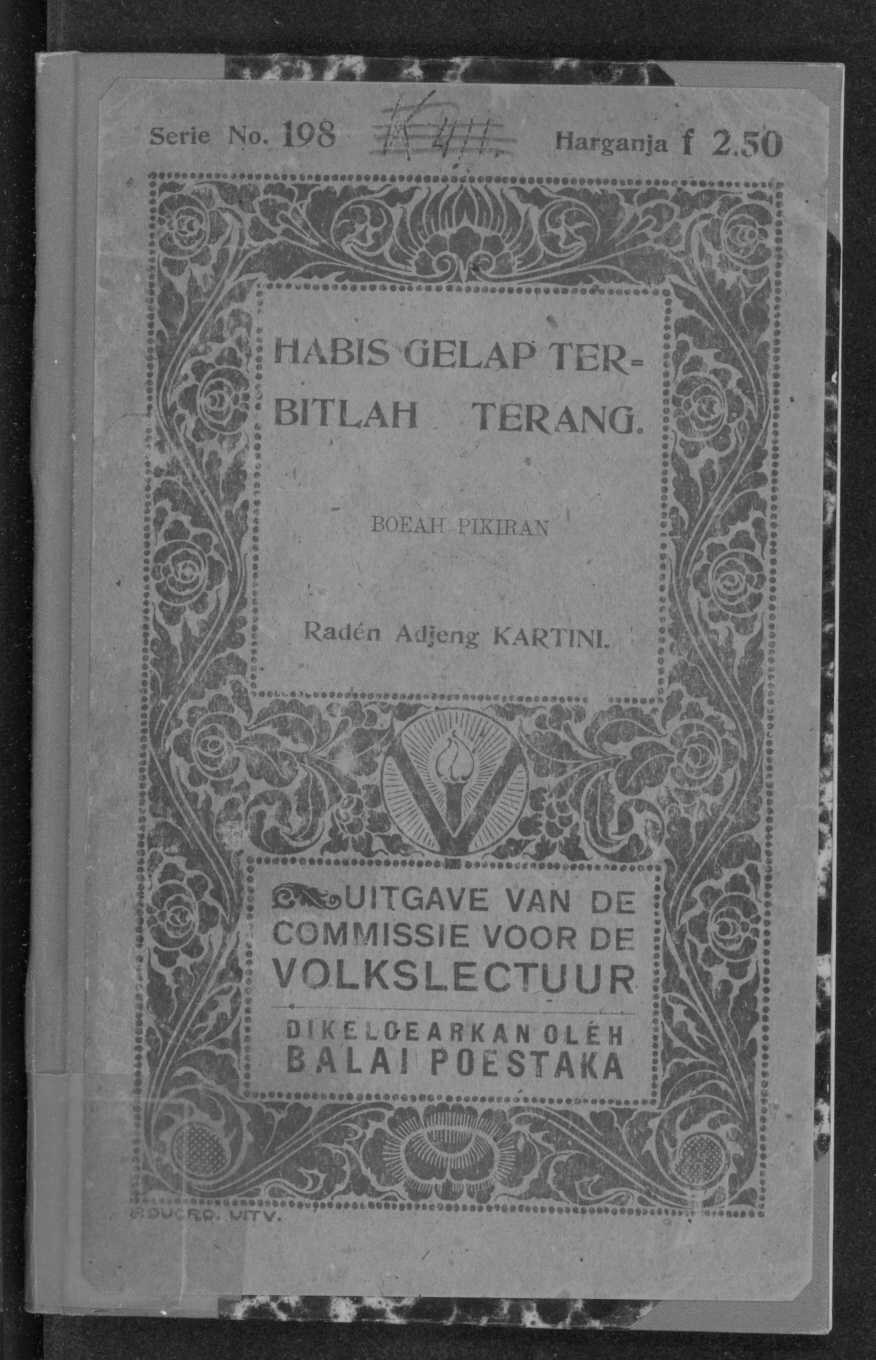 Serie No. 198 Harganja f 2.50
HABIS GELAP TER=
BITLAH TERANG.
BOEAH PIKIRAN
Radén Adjeng KARTINI.
UITGAVE VAN DE
COMMISSIE VOOR DE
VOLKSLECTUUR
DIKELOEARKAN OLÉH
BALAI POESTAKA